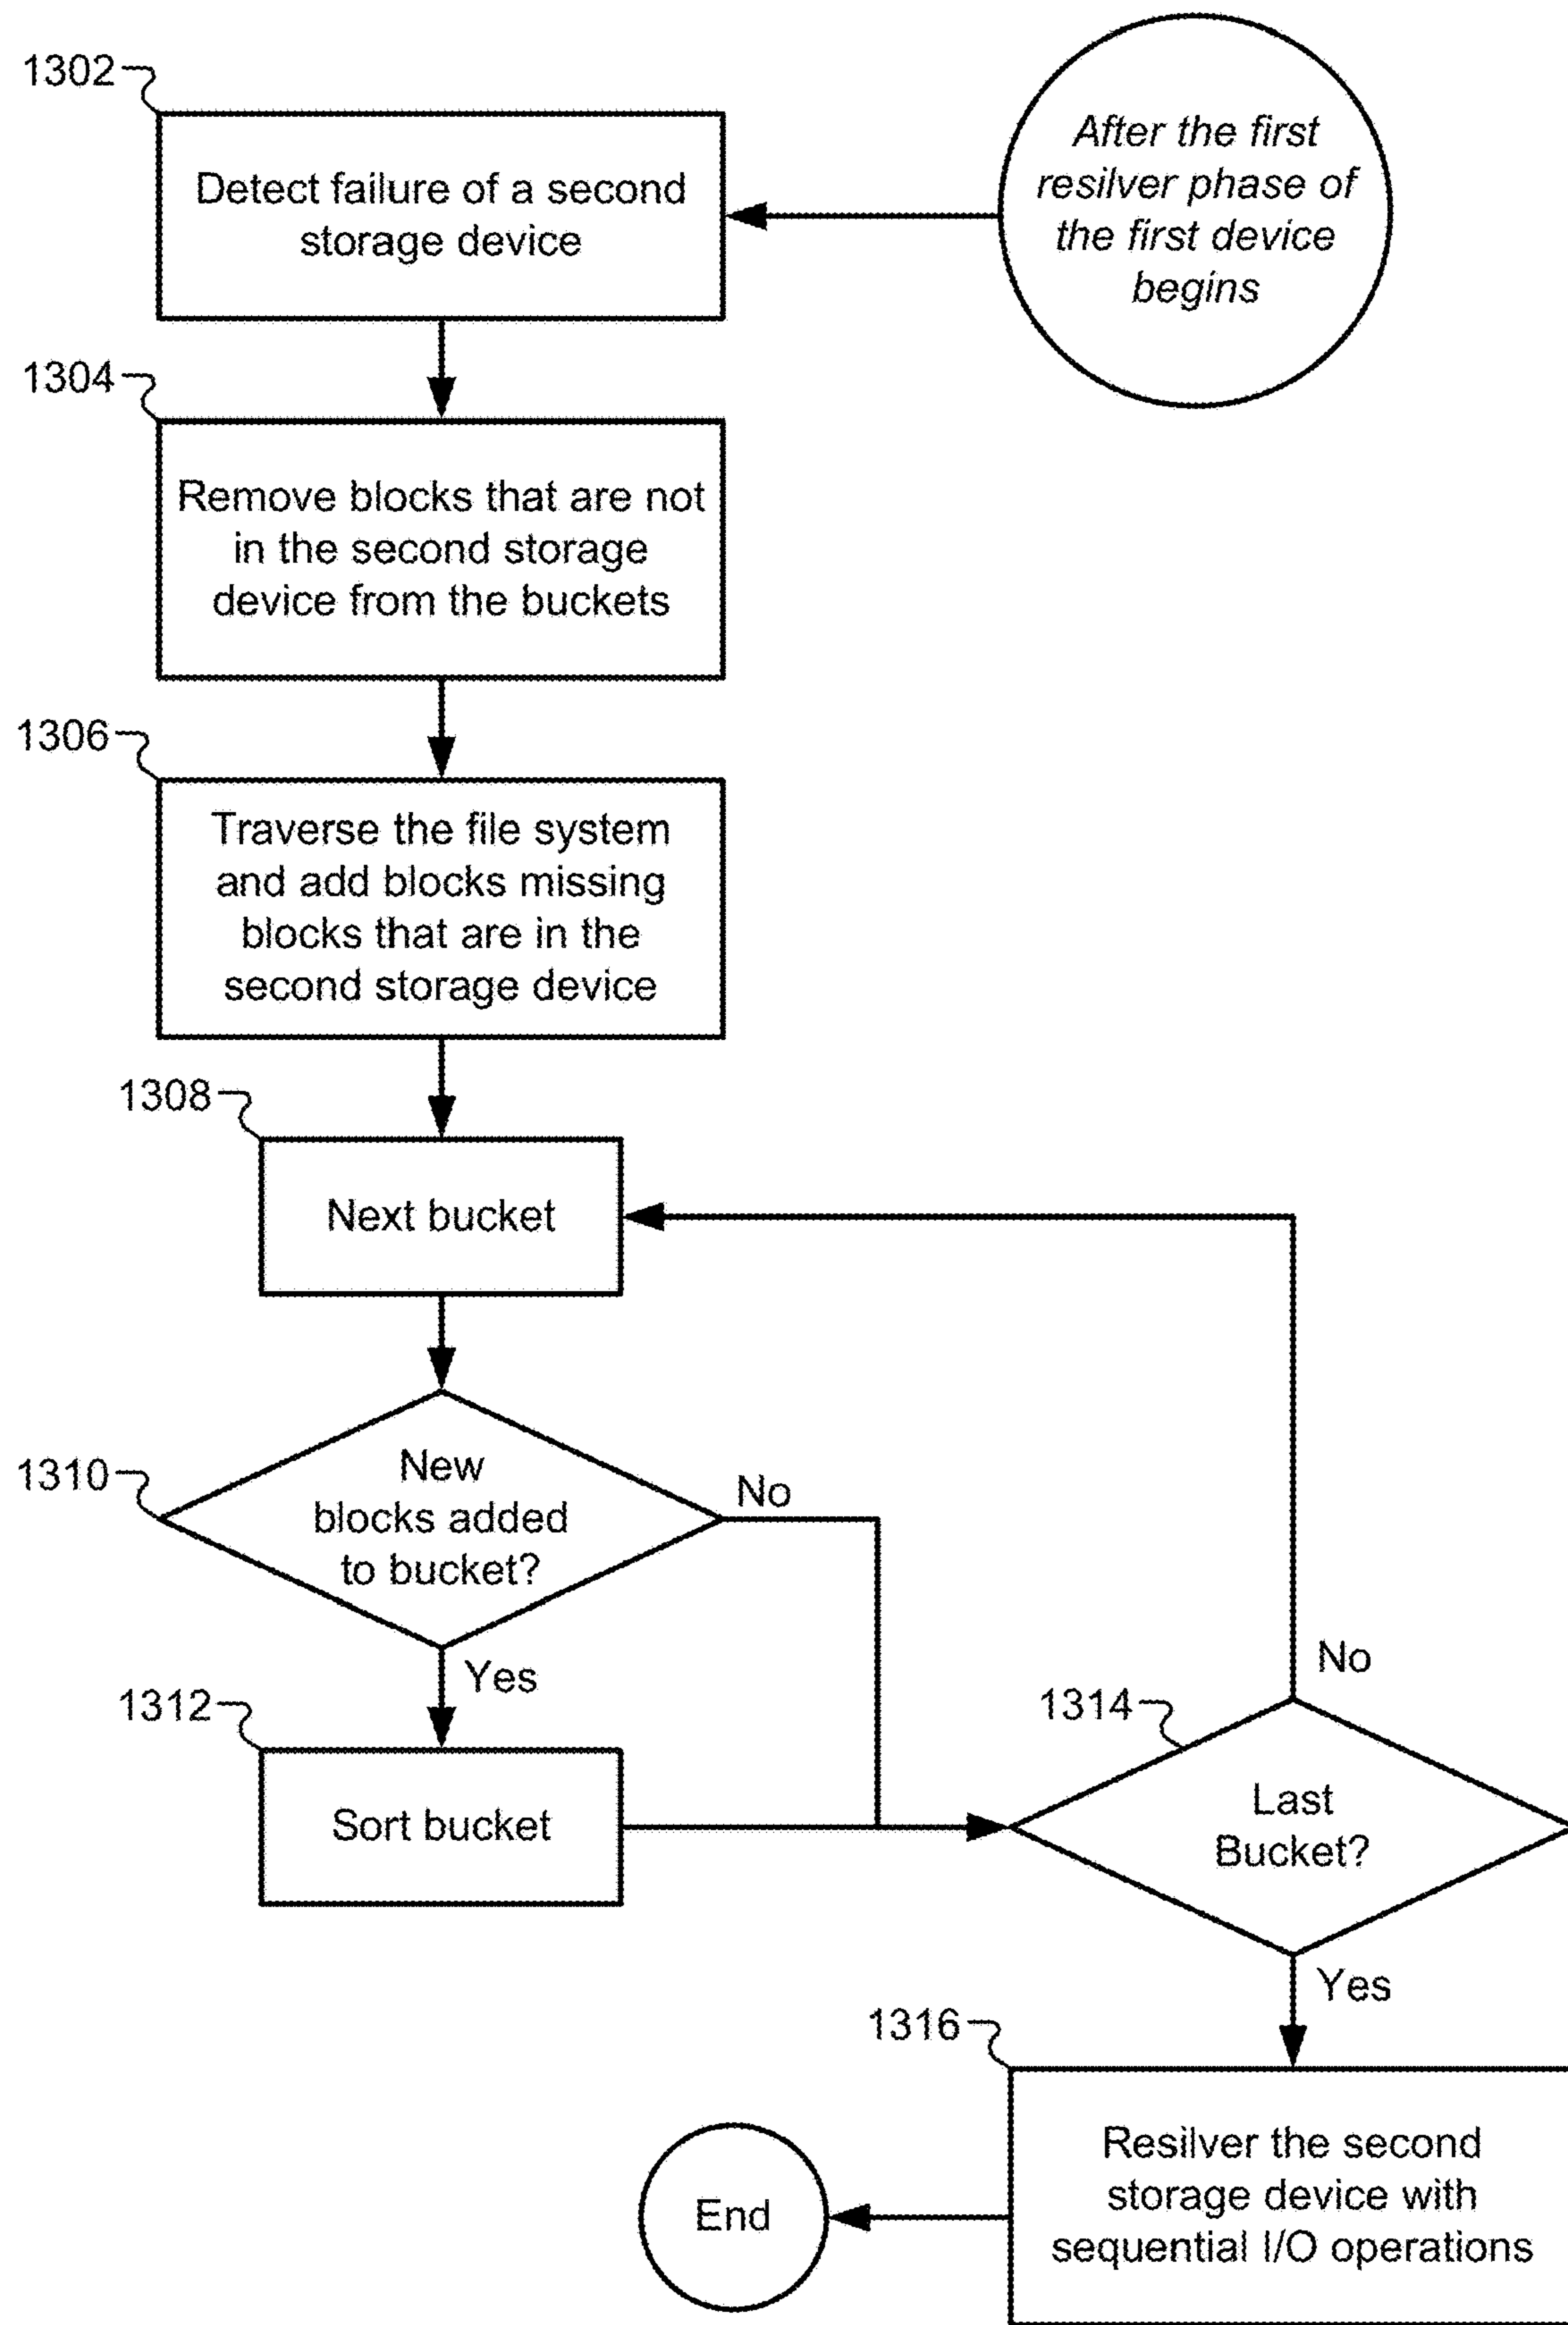 1302
Detect failure of a second
storage device
After the first
resilver phase of
the first device
begins
1304
Remove blocks that are not
in the second storage
device from the buckets
1306
Traverse the file system
and add blocks missing
blocks that are in the
second storage device
1308
Next bucket
1310
New
blocks added
to bucket?
No
Yes
1312
Sort bucket
No
1314
Last
Bucket?
Yes
1316
Resilver the second
storage device with
sequential I/O operations
End